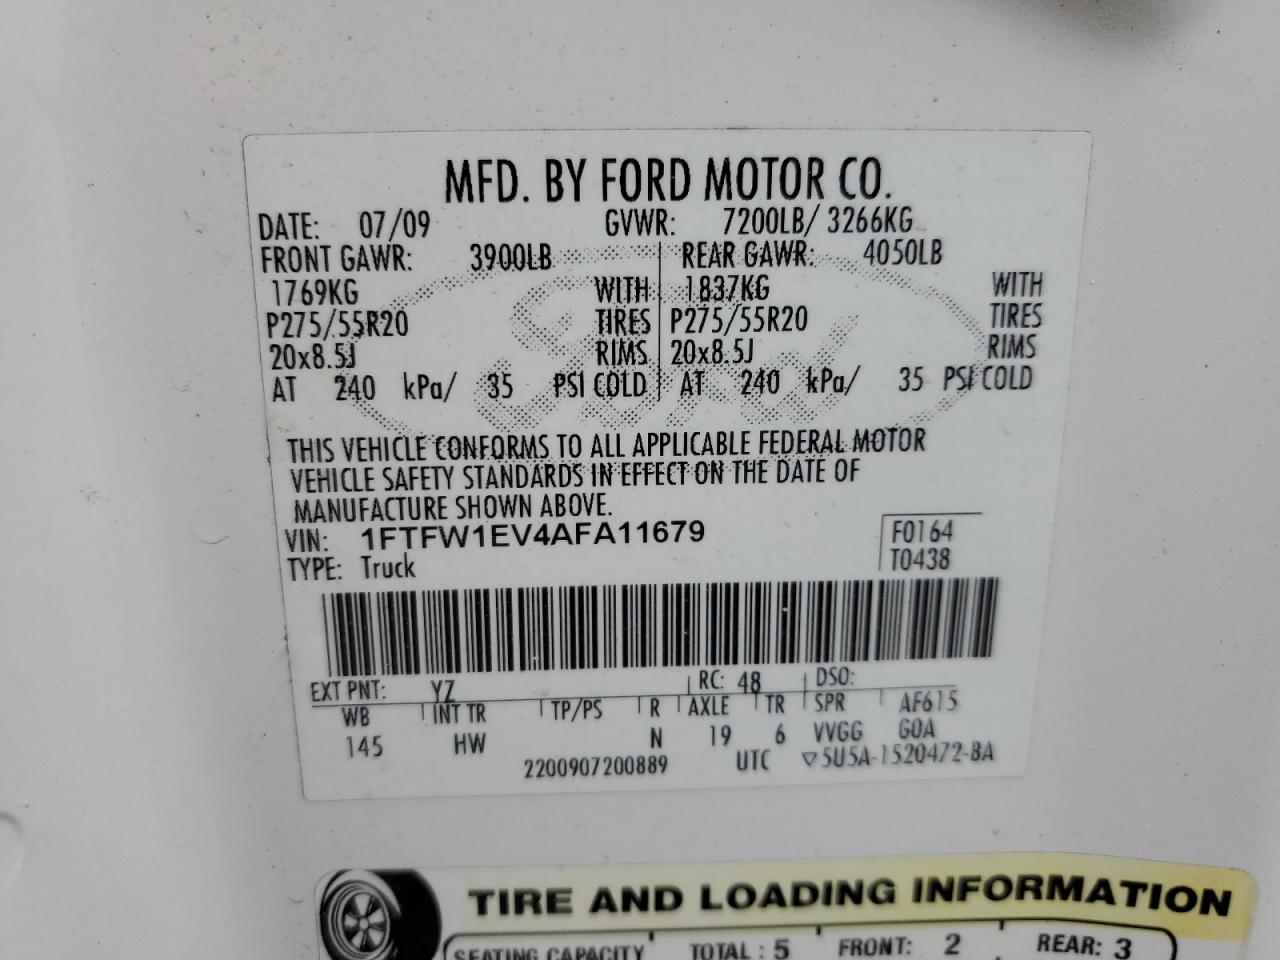 MFD. BY FORD MOTOR CO.
DATE: 07/09 GVWR: 7200LB/ 3266KG
FRONT GAWR: 3900LB REAR GAWR: 4050LB
1769KG WITH 1837KG WITH
P275/55R20 TIRES P275/55R20 TIRES
20x8.5J RIMS 20x8.5J RIMS
AT 240 kPa/ 35 PSI COLD AT 240 kPa/ 35 PSI COLD
THIS VEHICLE CONFORMS TO ALL APPLICABLE FEDERAL MOTOR
VEHICLE SAFETY STANDARDS IN EFFECT ON THE DATE OF
MANUFACTURE SHOWN ABOVE.
VIN: 1FTFW1EV4AFA11679 F0164
TYPE: Truck T0438
EXT PNT: YZ RC: 48 DSO:
WB INT TR TP/PS R AXLE TR SPR AF615
145 HW N 19 6 VVGG GOA
2200907200889 UTC ▽5U5A-1520472-BA
TIRE AND LOADING INFORMATION
SEATING CAPACITY TOTAL : 5 FRONT: 2 REAR: 3